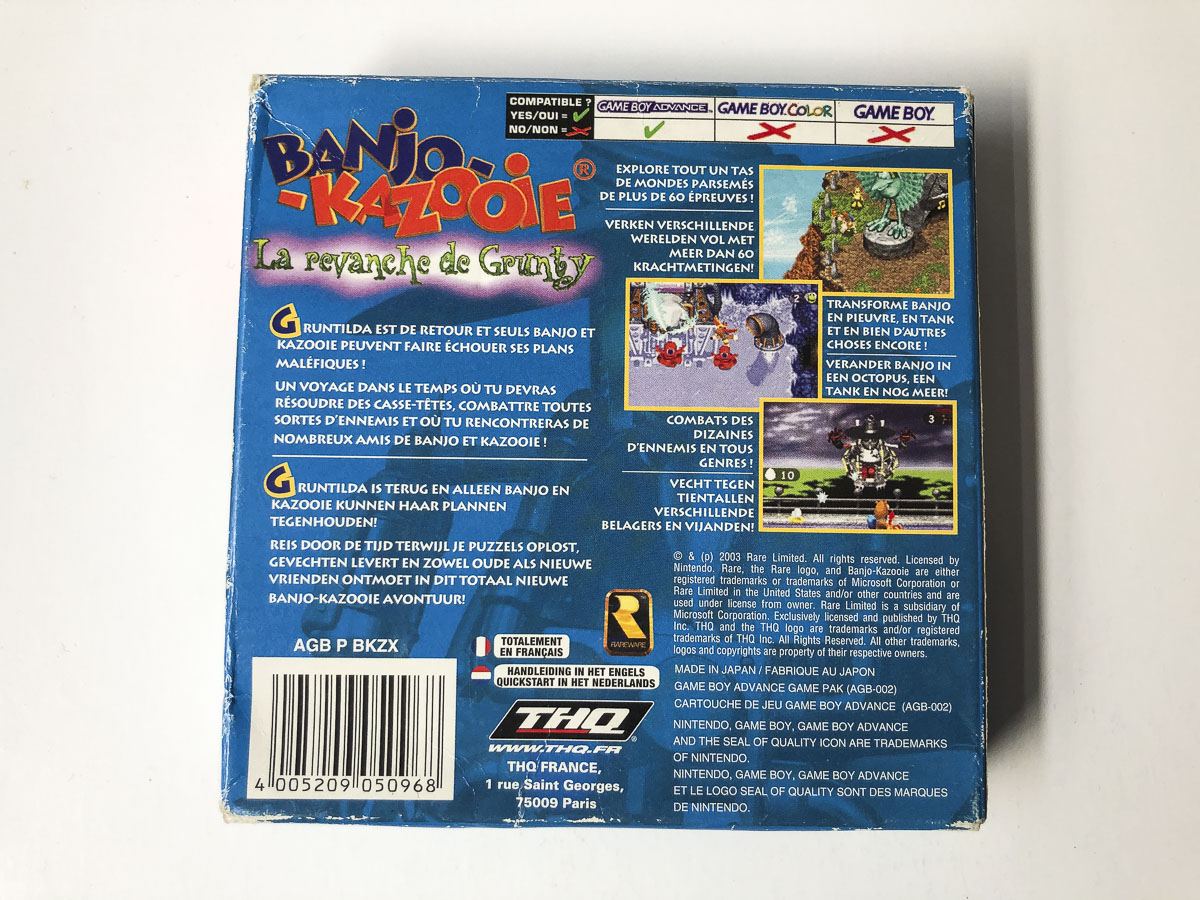 COMPATIBLE ?
YES/OUI =
NO/NON =
GAME BOY ADVANCE™
GAME BOY COLOR
GAME BOY
BANJO-
-KAZOOIE®
La revanche de Grunty
GRUNTILDA EST DE RETOUR ET SEULS BANJO ET
KAZOOIE PEUVENT FAIRE ÉCHOUER SES PLANS
MALÉFIQUES !
UN VOYAGE DANS LE TEMPS OÙ TU DEVRAS
RÉSOUDRE DES CASSE-TÊTES, COMBATTRE TOUTES
SORTES D'ENNEMIS ET OÙ TU RENCONTRERAS DE
NOMBREUX AMIS DE BANJO ET KAZOOIE !
GRUNTILDA IS TERUG EN ALLEEN BANJO EN
KAZOOIE KUNNEN HAAR PLANNEN
TEGENHOUDEN!
REIS DOOR DE TIJD TERWIJL JE PUZZELS OPLOST,
GEVECHTEN LEVERT EN ZOWEL OUDE ALS NIEUWE
VRIENDEN ONTMOET IN DIT TOTAAL NIEUWE
BANJO-KAZOOIE AVONTUUR!
EXPLORE TOUT UN TAS
DE MONDES PARSEMÉS
DE PLUS DE 60 ÉPREUVES !
VERKEN VERSCHILLENDE
WERELDEN VOL MET
MEER DAN 60
KRACHTMETINGEN!
2
TRANSFORME BANJO
EN PIEUVRE, EN TANK
ET EN BIEN D'AUTRES
CHOSES ENCORE !
VERANDER BANJO IN
EEN OCTOPUS, EEN
TANK EN NOG MEER!
COMBATS DES
DIZAINES
D'ENNEMIS EN TOUS
GENRES !
VECHT TEGEN
TIENTALLEN
VERSCHILLENDE
BELAGERS EN VIJANDEN!
3
10
© & (p) 2003 Rare Limited. All rights reserved. Licensed by
Nintendo. Rare, the Rare logo, and Banjo-Kazooie are either
registered trademarks or trademarks of Microsoft Corporation or
Rare Limited in the United States and/or other countries and are
used under license from owner. Rare Limited is a subsidiary of
Microsoft Corporation. Exclusively licensed and published by THQ
Inc. THQ and the THQ logo are trademarks and/or registered
trademarks of THQ Inc. All Rights Reserved. All other trademarks,
logos and copyrights are property of their respective owners.
MADE IN JAPAN / FABRIQUE AU JAPON
GAME BOY ADVANCE GAME PAK (AGB-002)
CARTOUCHE DE JEU GAME BOY ADVANCE (AGB-002)
NINTENDO, GAME BOY, GAME BOY ADVANCE
AND THE SEAL OF QUALITY ICON ARE TRADEMARKS
OF NINTENDO.
NINTENDO, GAME BOY, GAME BOY ADVANCE
ET LE LOGO SEAL OF QUALITY SONT DES MARQUES
DE NINTENDO.
AGB P BKZX
4 005209 050968
TOTALEMENT
EN FRANÇAIS
HANDLEIDING IN HET ENGELS
QUICKSTART IN HET NEDERLANDS
R
RAREWARE
THQ®
WWW.THQ.FR
THQ FRANCE,
1 rue Saint Georges,
75009 Paris